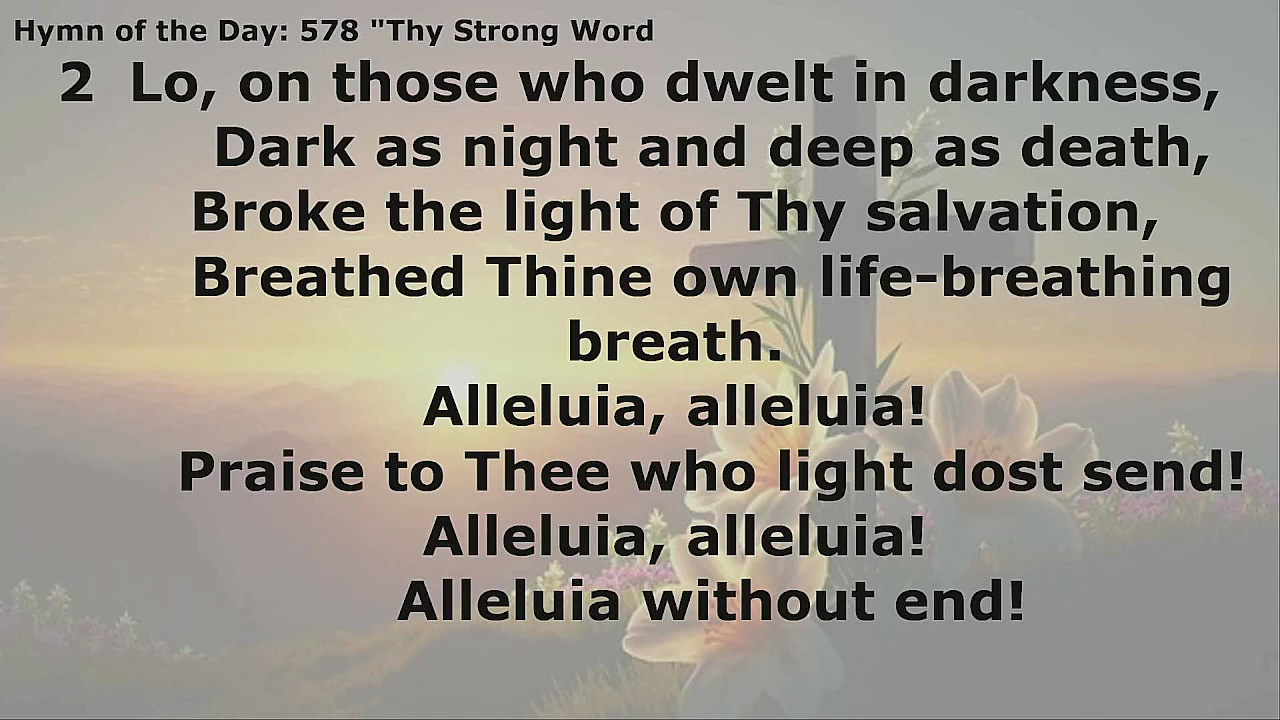 Hymn of the Day: 578 "Thy Strong Word
2 Lo, on those who dwelt in darkness,
Dark as night and deep as death,
Broke the light of Thy salvation,
Breathed Thine own life-breathing
breath.
Alleluia, alleluia!
Praise to Thee who light dost send!
Alleluia, alleluia!
Alleluia without end!